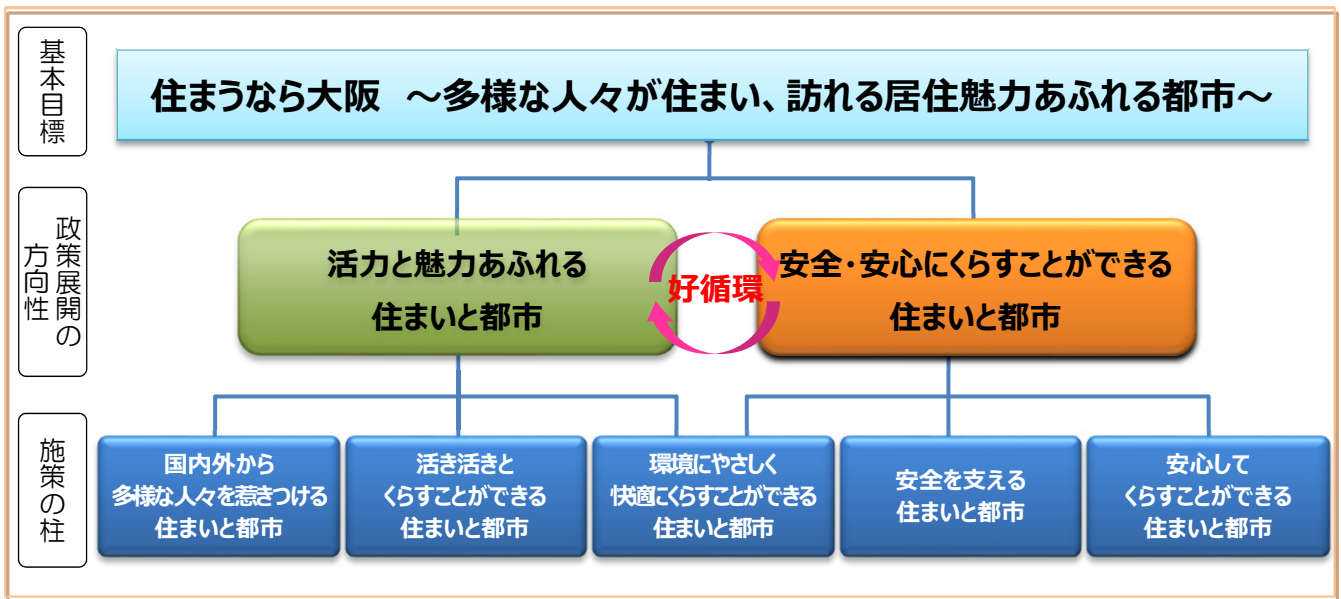 基本目標
住まうなら大阪 ~多様な人々が住まい、訪れる居住魅力あふれる都市~
政策展開の
方向性
活力と魅力あふれる
住まいと都市
好循環
安全・安心にくらすことができる
住まいと都市
施策の柱
国内外から
多様な人々を惹きつける
住まいと都市
活き活きと
くらすことができる
住まいと都市
環境にやさしく
快適にくらすことができる
住まいと都市
安全を支える
住まいと都市
安心して
くらすことができる
住まいと都市